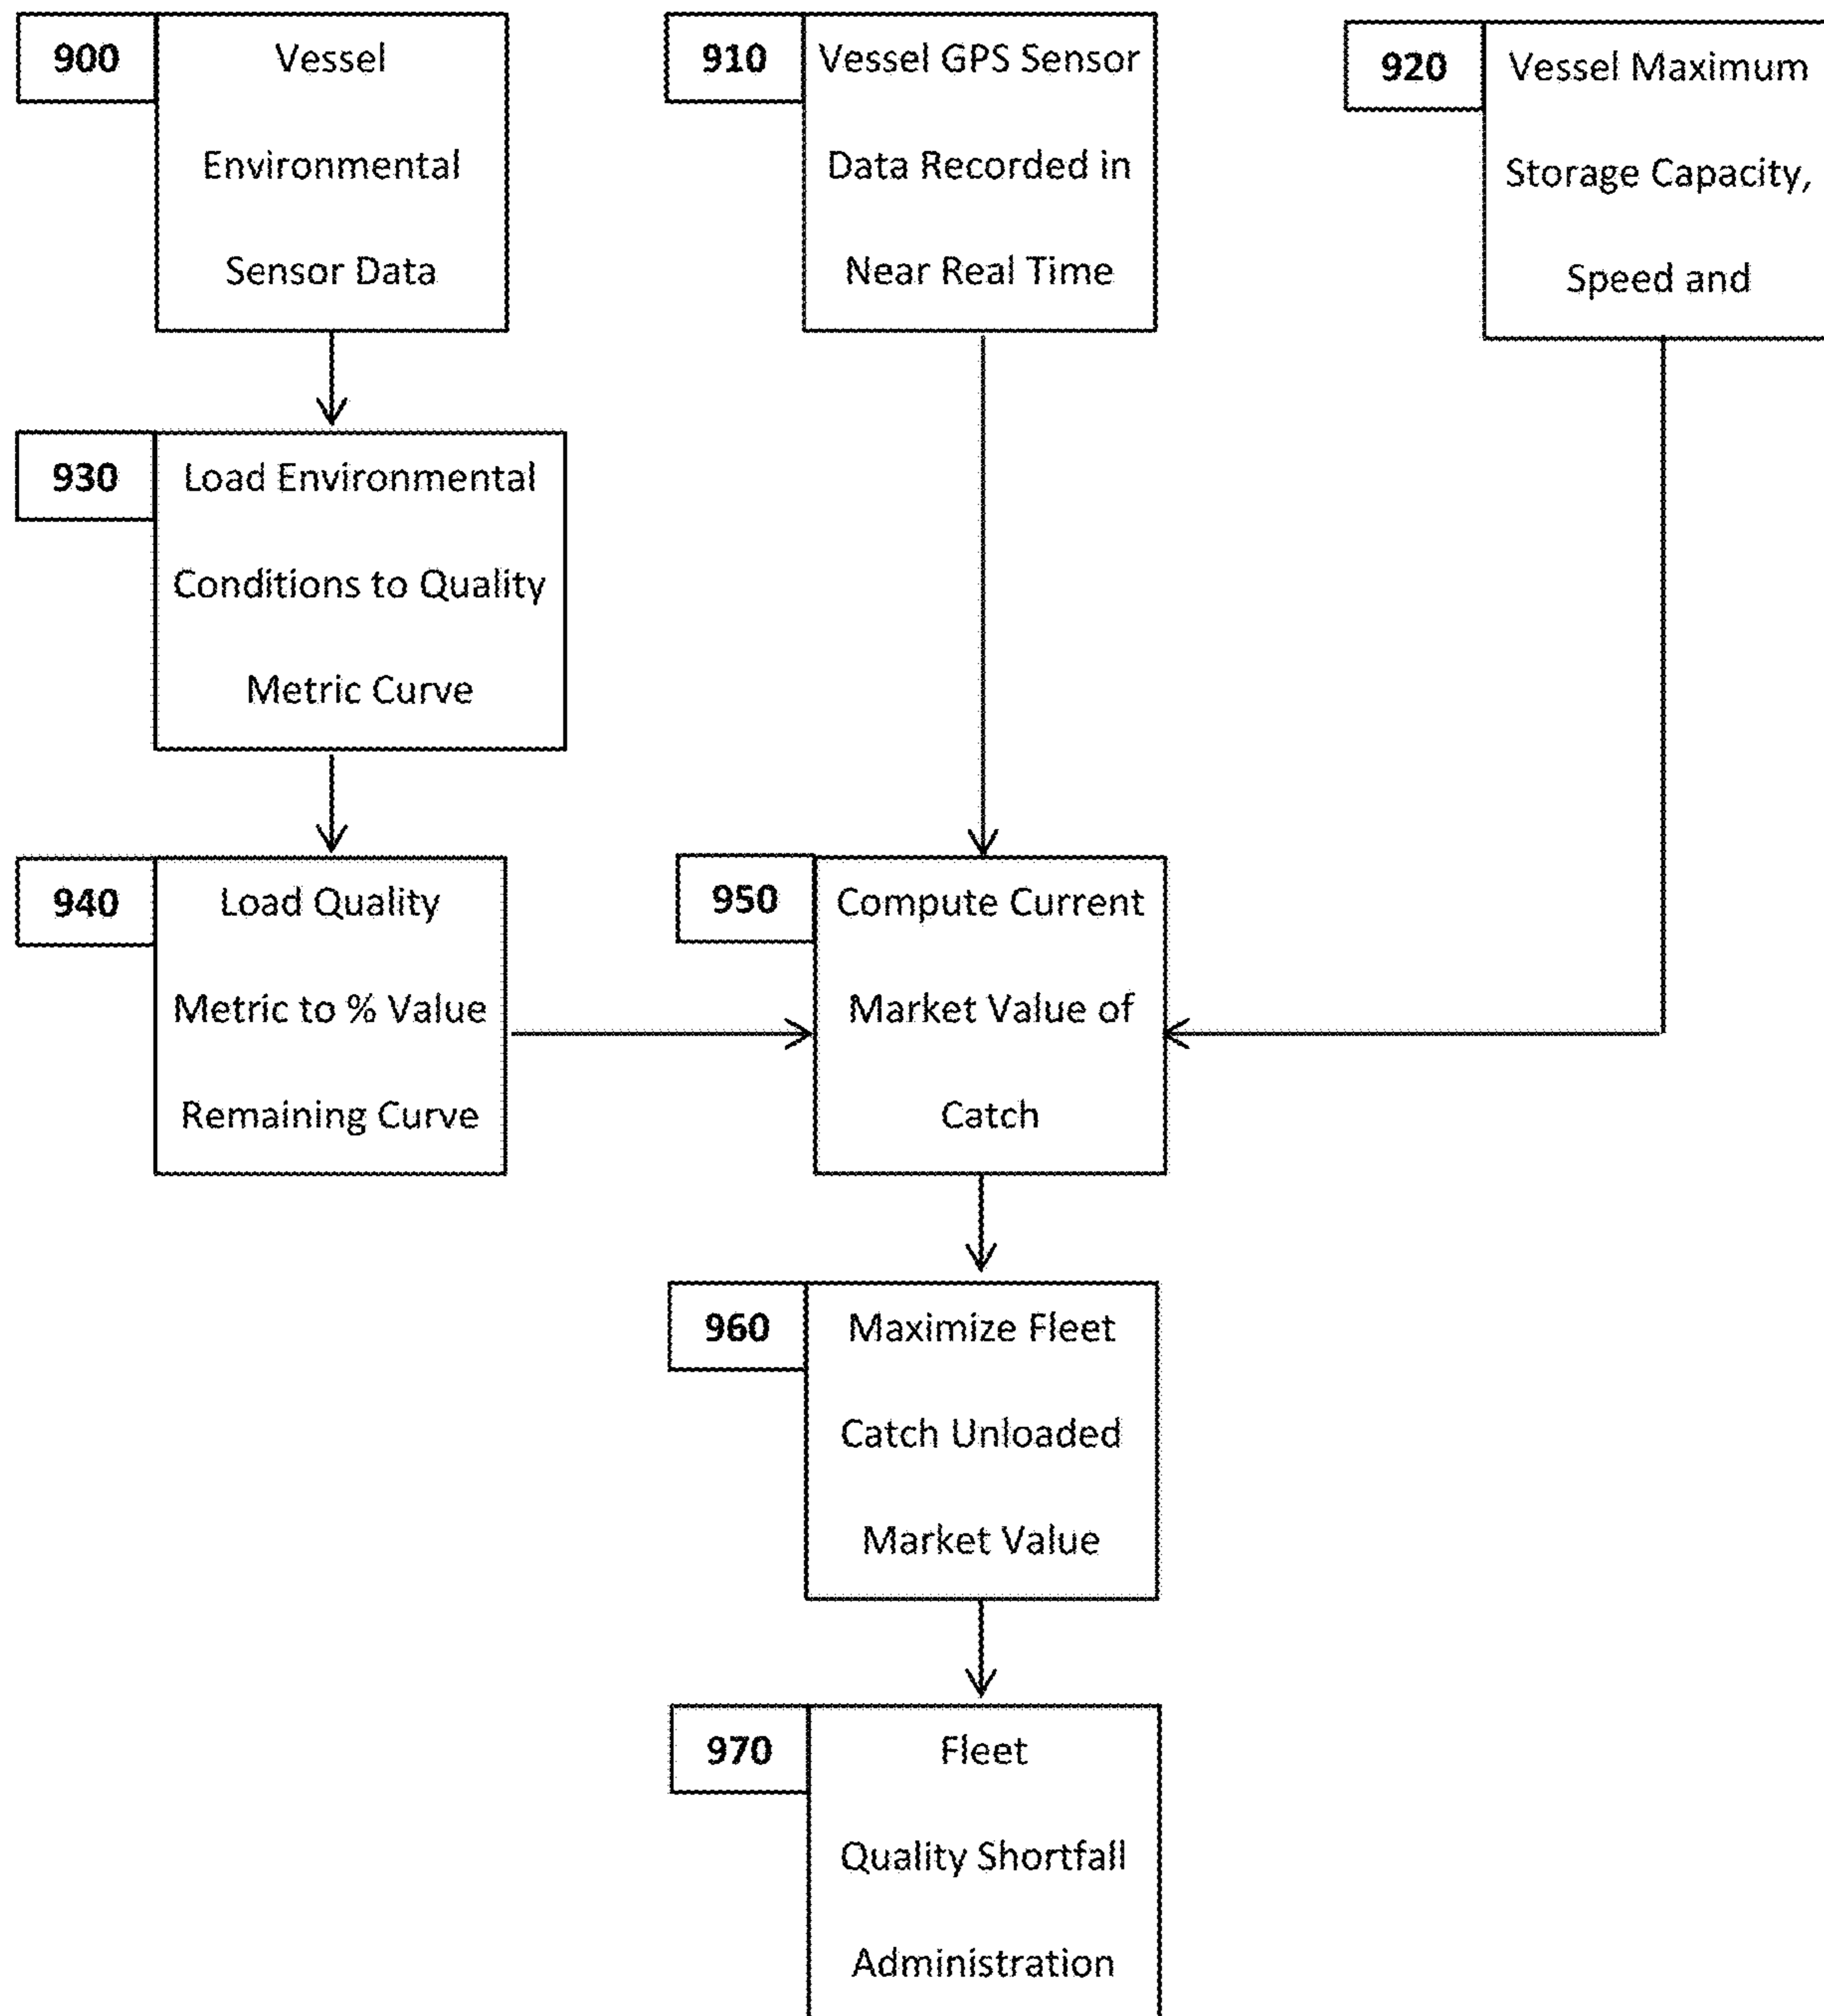 900
Vessel
Environmental
Sensor Data
910
Vessel GPS Sensor
Data Recorded in
Near Real Time
920
Vessel Maximum
Storage Capacity,
Speed and
930
Load Environmental
Conditions to Quality
Metric Curve
940
Load Quality
Metric to % Value
Remaining Curve
950
Compute Current
Market Value of
Catch
960
Maximize Fleet
Catch Unloaded
Market Value
970
Fleet
Quality Shortfall
Administration